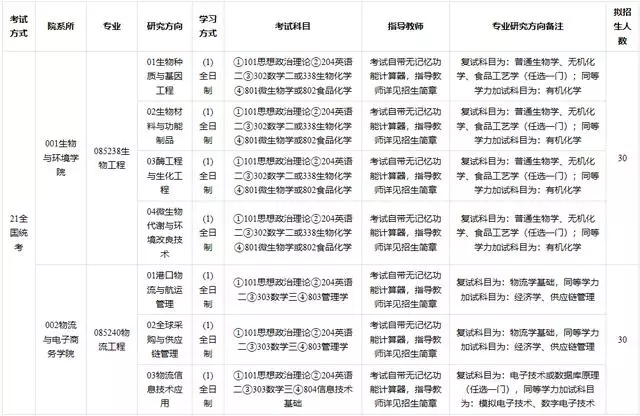 考试
方式
院系所
专业
研究方向
学习
方式
考试科目
指导教师
专业研究方向备注
拟招
生人
数
21全
国统
考
001生物
与环境学
院
085238生
物工程
01生物种
质与基因
工程
(1)
全日
制
①101思想政治理论②204英语
二③302数学二或338生物化学
④801微生物学或802食品化学
考试自带无记忆功
能计算器，指导教
师详见招生简章
复试科目为：普通生物学、无机化
学、食品工艺学（任选一门）；同等
学力加试科目为：有机化学
02生物材
料与功能
制品
(1)
全日
制
①101思想政治理论②204英语
二③302数学二或338生物化学
④801微生物学或802食品化学
考试自带无记忆功
能计算器，指导教
师详见招生简章
复试科目为：普通生物学、无机化
学、食品工艺学（任选一门）；同等
学力加试科目为：有机化学
03酶工程
与生化工
程
(1)
全日
制
①101思想政治理论②204英语
二③302数学二或338生物化学
④801微生物学或802食品化学
考试自带无记忆功
能计算器，指导教
师详见招生简章
复试科目为：普通生物学、无机化
学、食品工艺学（任选一门）；同等
学力加试科目为：有机化学
04微生物
代谢与环
境改良技术
(1)
全日
制
①101思想政治理论②204英语
二③302数学二或338生物化学
④801微生物学或802食品化学
考试自带无记忆功
能计算器，指导教
师详见招生简章
复试科目为：普通生物学、无机化
学、食品工艺学（任选一门）；同等
学力加试科目为：有机化学
30
002物流
与电子商
务学院
085240物
流工程
01港口物
流与航运
管理
(1)
全日
制
①101思想政治理论②204英语
二③303数学三④803管理学
考试自带无记忆功
能计算器，指导教
师详见招生简章
复试科目为：物流学基础，同等学力
加试科目为：经济学、供应链管理
02全球采
购与供应
链管理
(1)
全日
制
①101思想政治理论②204英语
二③303数学三④803管理学
考试自带无记忆功
能计算器，指导教
师详见招生简章
复试科目为：物流学基础，同等学力
加试科目为：经济学、供应链管理
03物流信
息技术与
应用
(1)
全日
制
①101思想政治理论②204英语
二③303数学三④804信息技术
基础
考试自带无记忆功
能计算器，指导教
师详见招生简章
复试科目为：电子技术或数据库原理
（任选一门），同等学力加试科目
为：模拟电子技术、数字电子技术
30